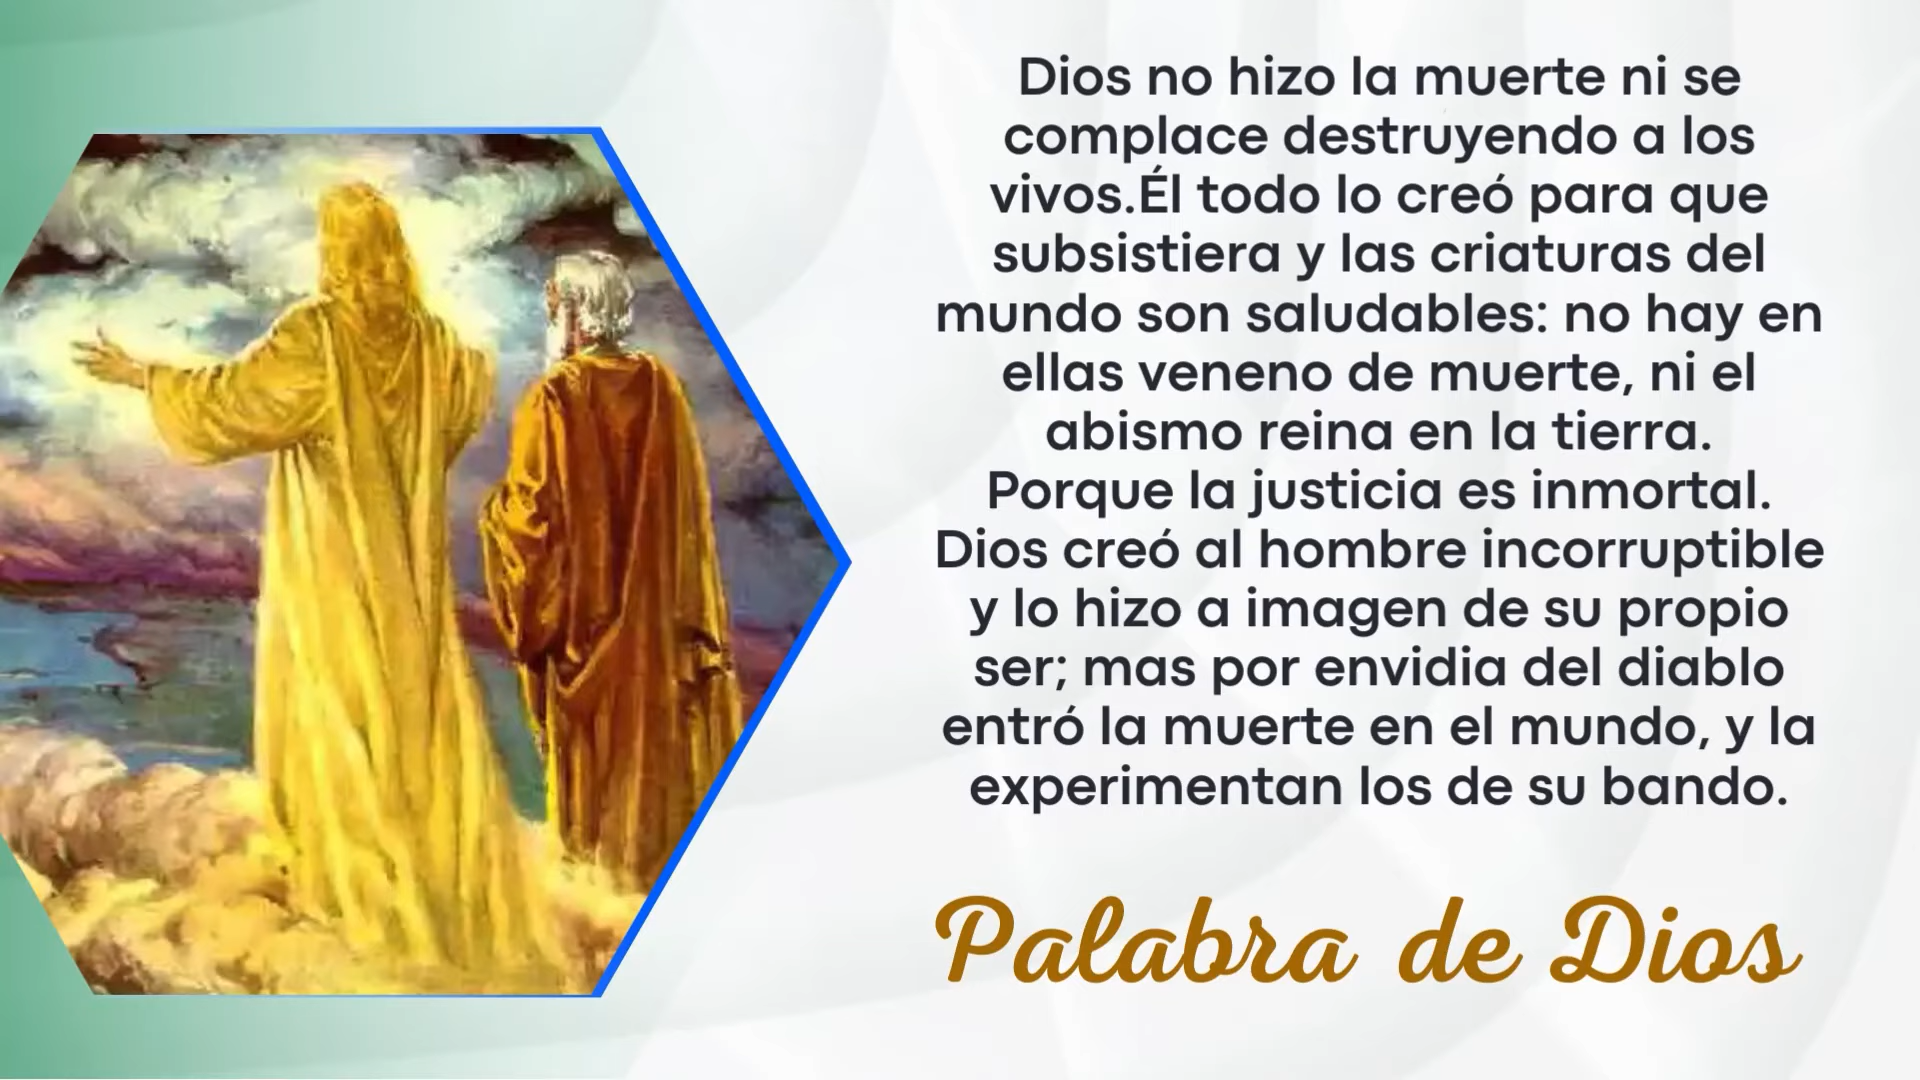 Dios no hizo la muerte ni se
complace destruyendo a los
vivos.Él todo lo creó para que
subsistiera y las criaturas del
mundo son saludables: no hay en
ellas veneno de muerte, ni el
abismo reina en la tierra.
Porque la justicia es inmortal.
Dios creó al hombre incorruptible
y lo hizo a imagen de su propio
ser; mas por envidia del diablo
entró la muerte en el mundo, y la
experimentan los de su bando.
Palabra de Dios